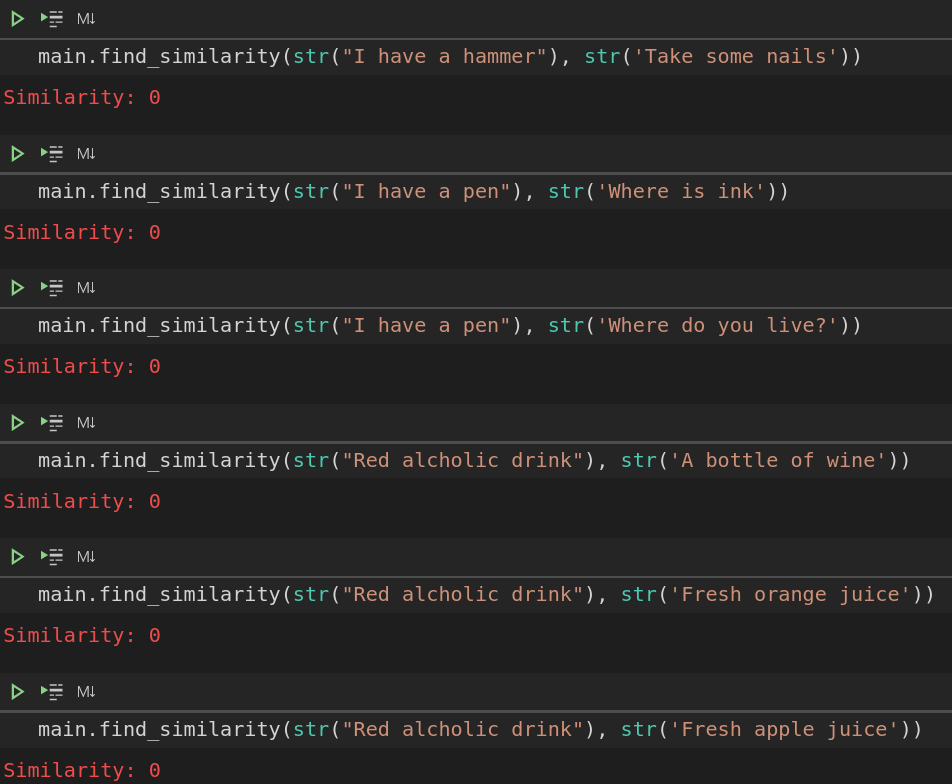 M↓
main.find_similarity(str("I have a hammer"), str('Take some nails'))
Similarity: 0
M↓
main.find_similarity(str("I have a pen"), str('Where is ink'))
Similarity: 0
M↓
main.find_similarity(str("I have a pen"), str('Where do you live?'))
Similarity: 0
M↓
main.find_similarity(str("Red alcholic drink"), str('A bottle of wine'))
Similarity: 0
M↓
main.find_similarity(str("Red alcholic drink"), str('Fresh orange juice'))
Similarity: 0
M↓
main.find_similarity(str("Red alcholic drink"), str('Fresh apple juice'))
Similarity: 0